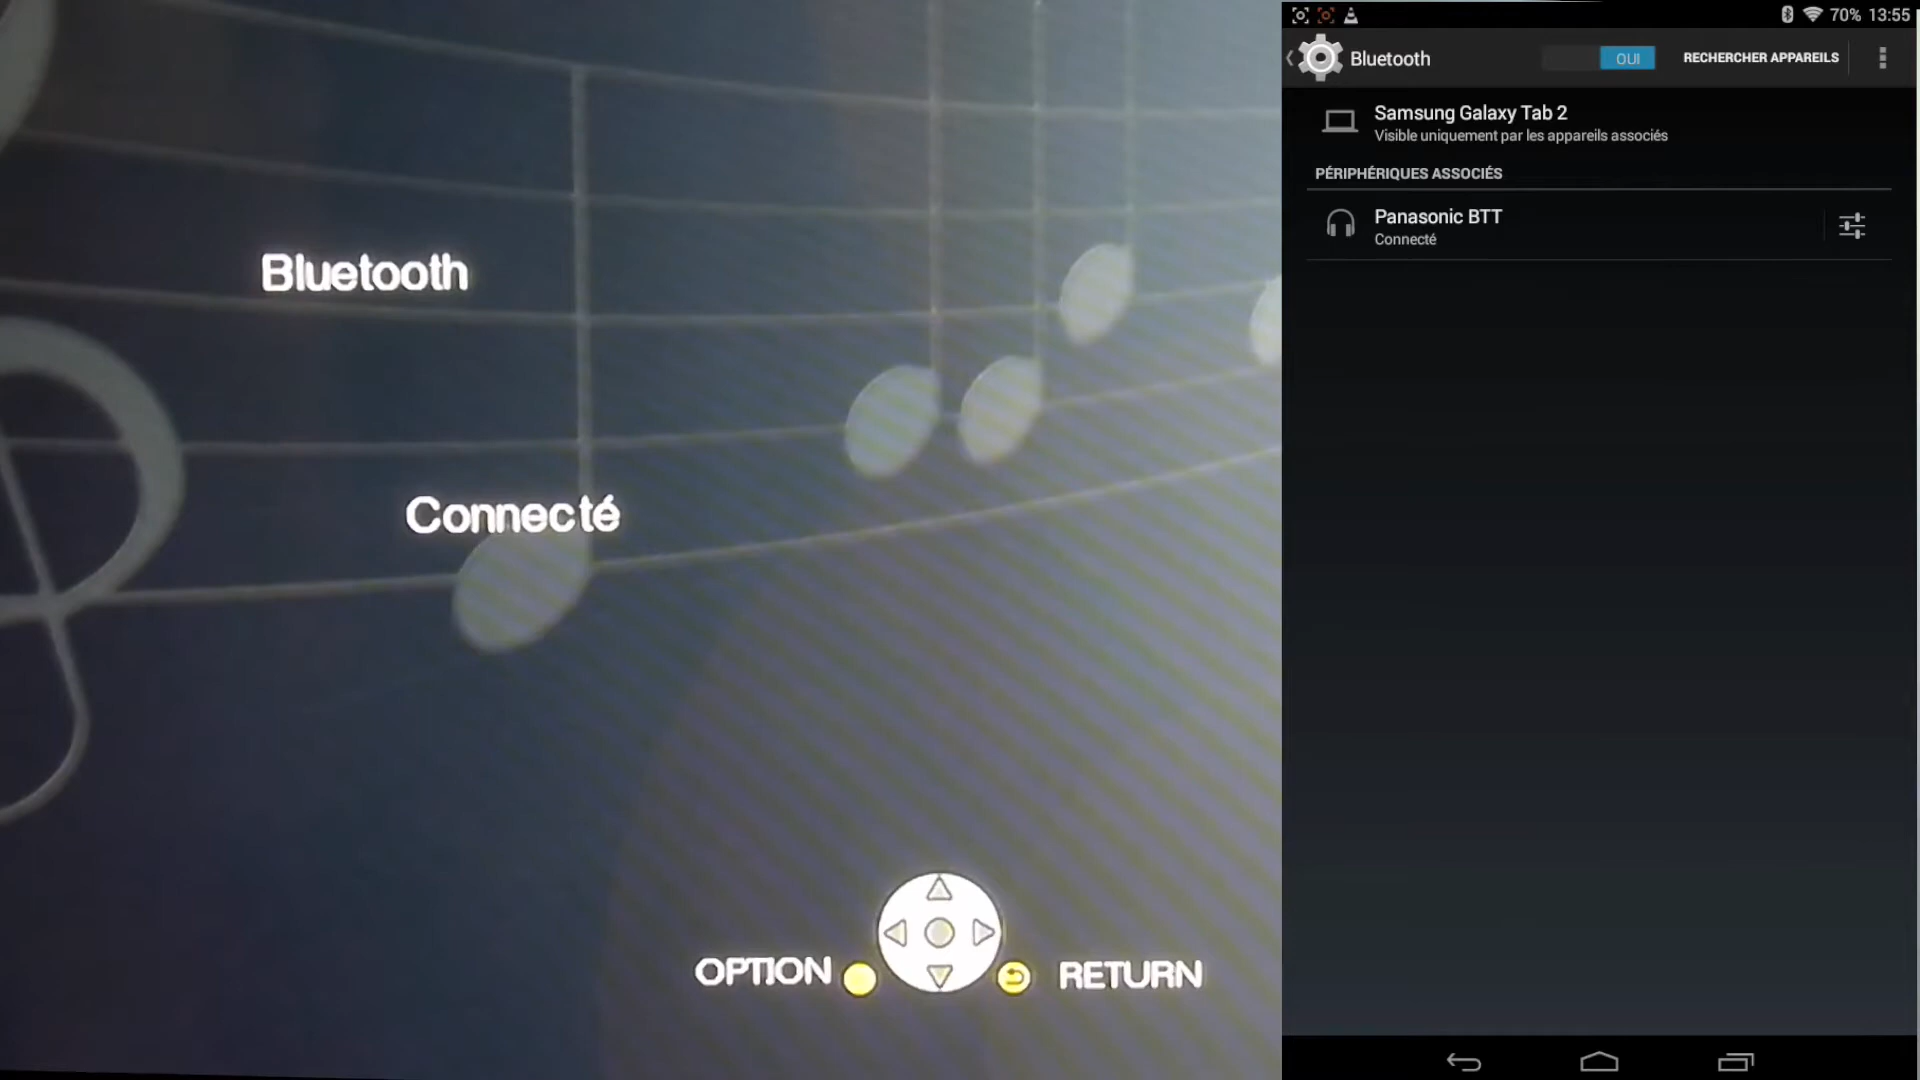 Bluetooth
Connecté
OPTION
RETURN
70% 13:55
Bluetooth
OUI
RECHERCHER APPAREILS
Samsung Galaxy Tab 2
Visible uniquement par les appareils associés
PÉRIPHÉRIQUES ASSOCIÉS
Panasonic BTT
Connecté